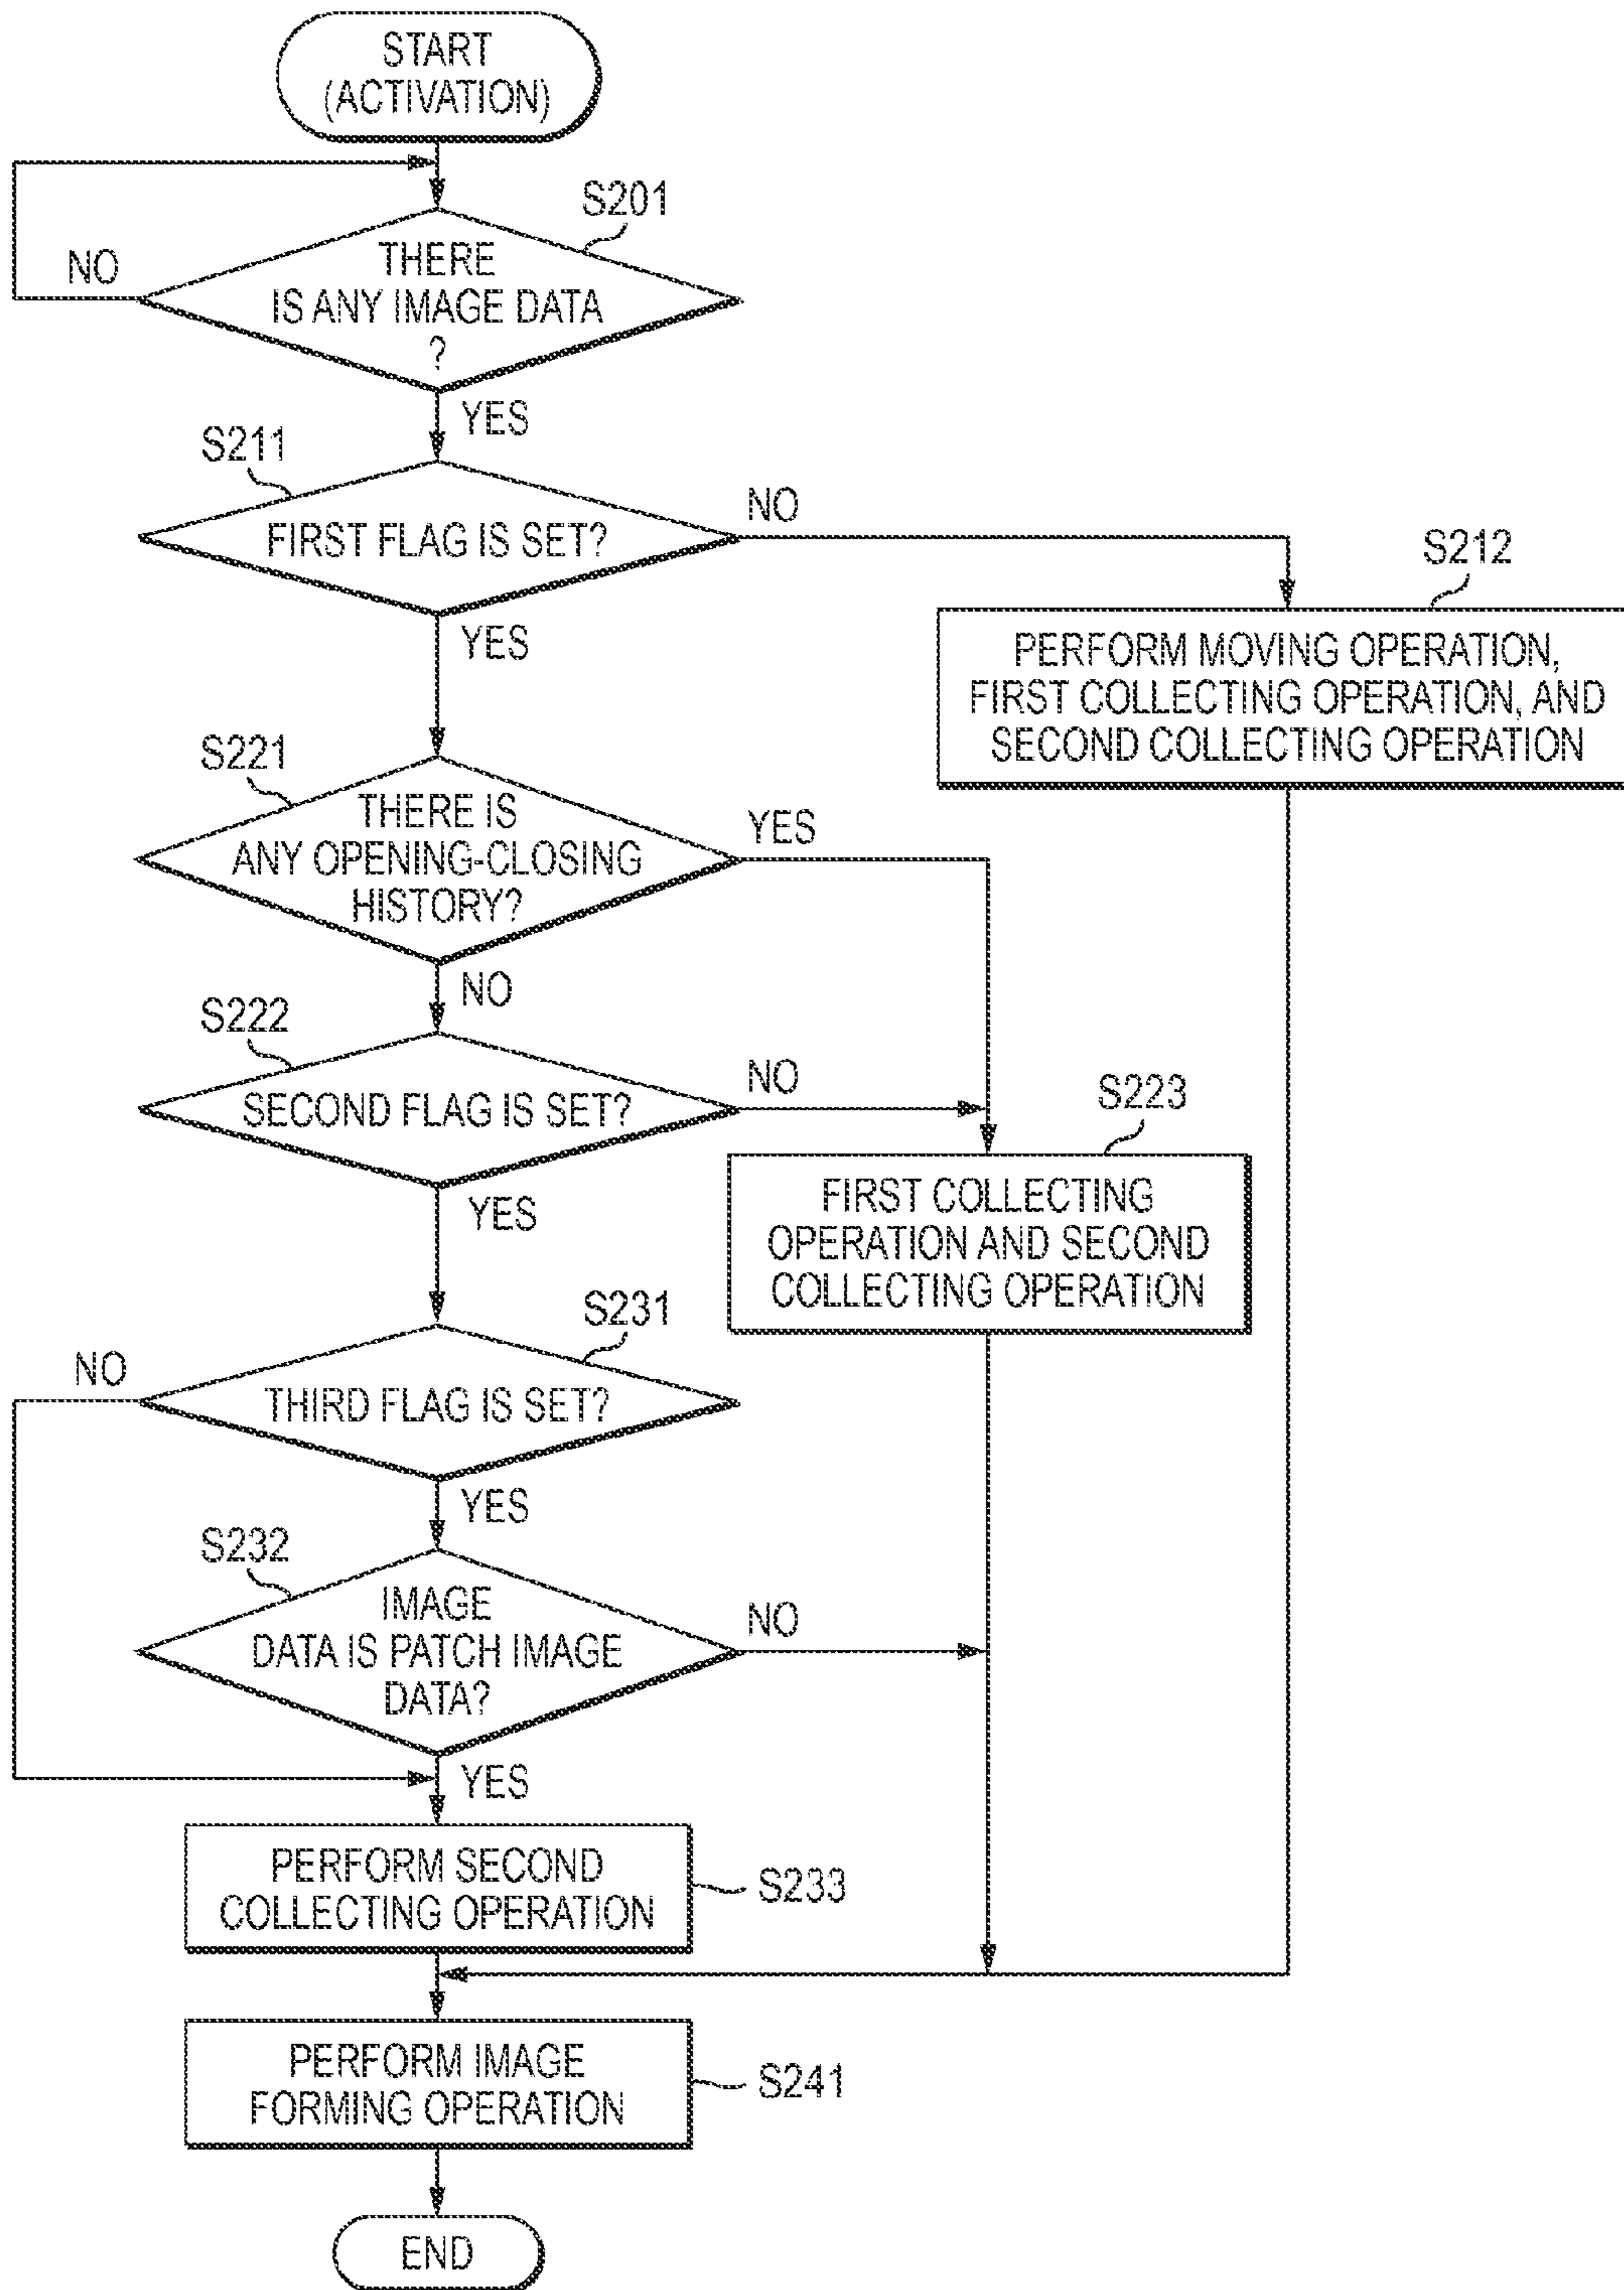 START
(ACTIVATION)
S201
NO
THERE
IS ANY IMAGE DATA
?
YES
S211
NO
FIRST FLAG IS SET?
S212
YES
PERFORM MOVING OPERATION,
FIRST COLLECTING OPERATION, AND
SECOND COLLECTING OPERATION
S221
THERE IS
ANY OPENING-CLOSING
HISTORY?
YES
NO
S222
NO
SECOND FLAG IS SET?
S223
YES
FIRST COLLECTING
OPERATION AND SECOND
COLLECTING OPERATION
S231
NO
THIRD FLAG IS SET?
YES
S232
IMAGE
DATA IS PATCH IMAGE
DATA?
NO
YES
PERFORM SECOND
COLLECTING OPERATION
S233
PERFORM IMAGE
FORMING OPERATION
S241
END